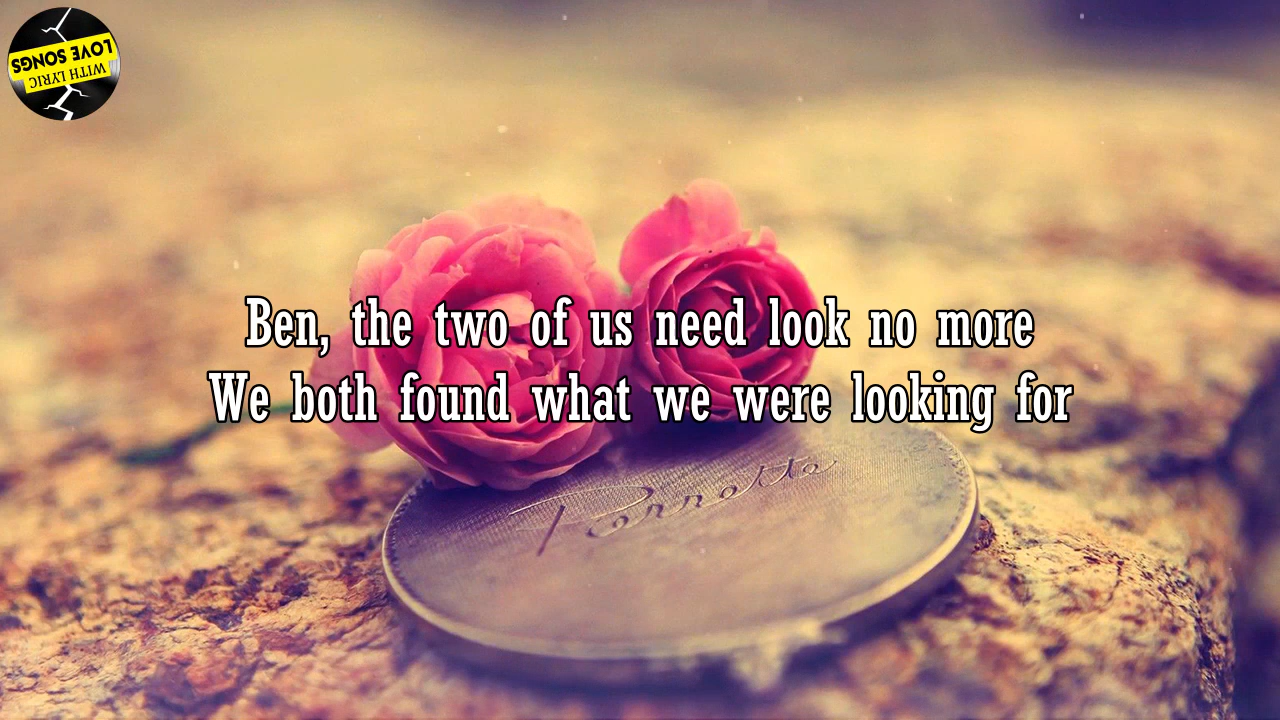 LOVE SONGS
WITH LYRIC
Ben, the two of us need look no more
We both found what we were looking for